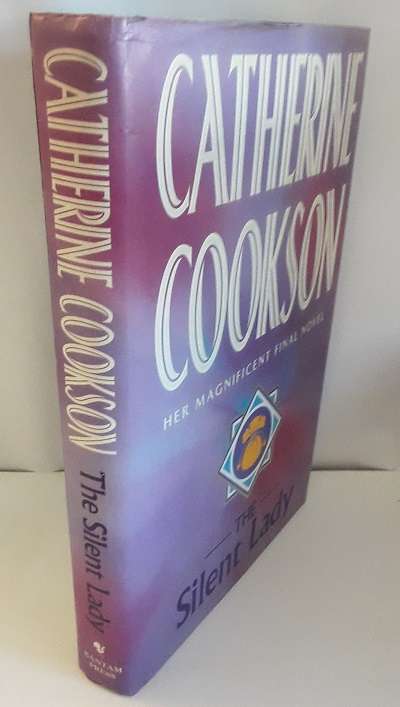 CATHERINE COOKSON
The Silent Lady
BANTAM
PRESS
CATHERINE
COOKSON
HER MAGNIFICENT FINAL NOVEL
THE
Silent Lady